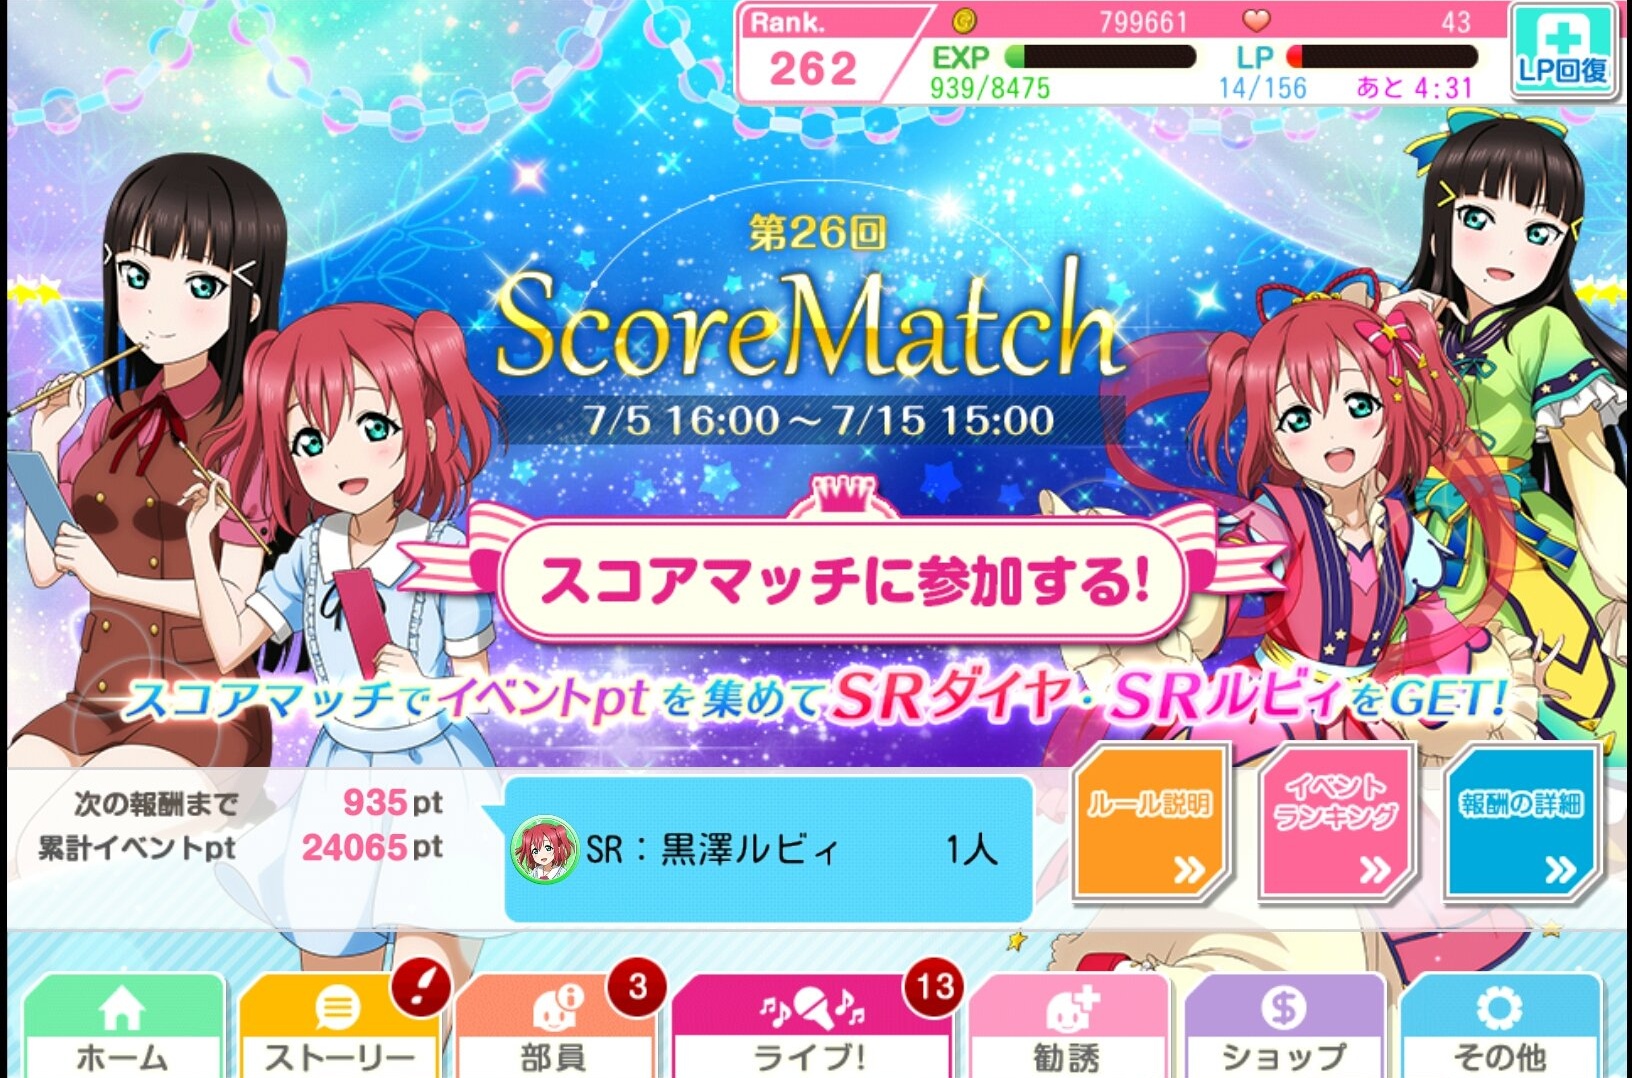 Rank.
262
799661
43
EXP
939/8475
LP
14/156
あと 4:31
LP回復
第26回
ScoreMatch
7/5 16:00～7/15 15:00
スコアマッチに参加する!
スコアマッチでイベントptを集めてSRダイヤ・SRルビィをGET!
次の報酬まで 935pt
累計イベントpt 24065pt
SR：黒澤ルビィ 1人
ルール説明
イベント
ランキング
報酬の詳細
!
3
13
ホーム
ストーリー
部員
ライブ!
勧誘
ショップ
その他